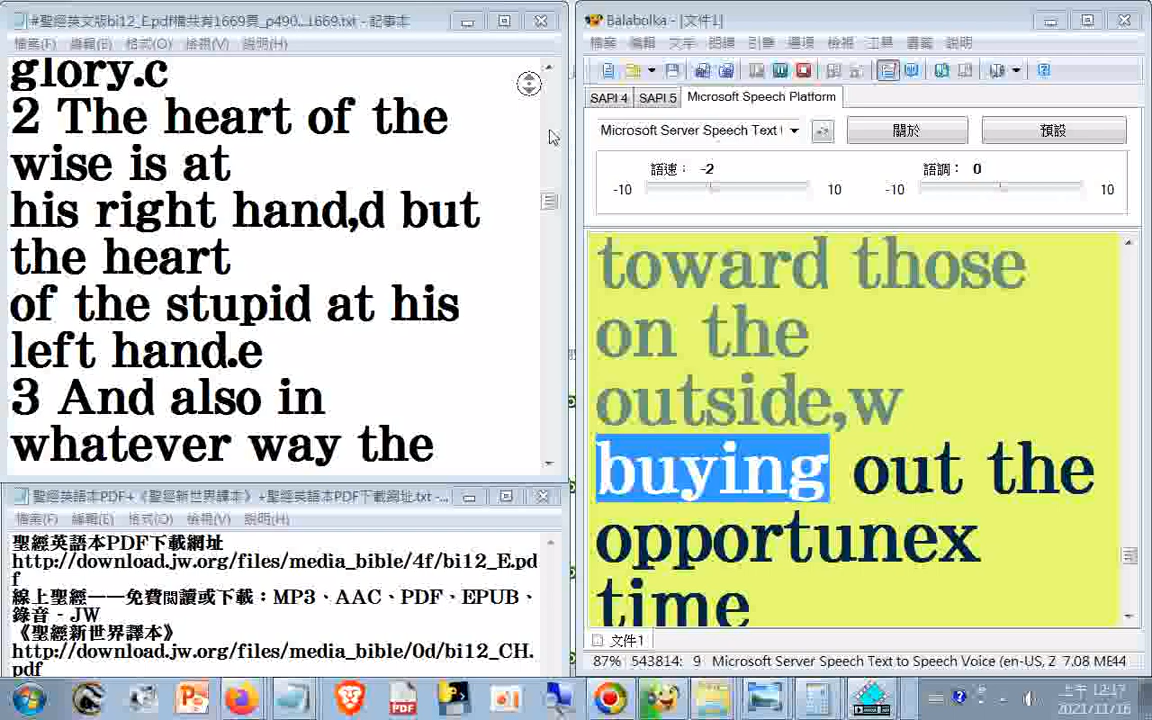 #聖經英文版bi12_E.pdf檔共有1669頁_p490...1669.txt - 記事本
檔案(F) 編輯(E) 格式(O) 檢視(V) 說明(H)
glory.c
2 The heart of the
wise is at
his right hand,d but
the heart
of the stupid at his
left hand.e
3 And also in
whatever way the
聖經英語本PDF+《聖經新世界譯本》+聖經英語本PDF下載網址.txt - ...
檔案(F) 編輯(E) 格式(O) 檢視(V) 說明(H)
聖經英語本PDF下載網址
http://download.jw.org/files/media_bible/4f/bi12_E.pd
f
線上聖經——免費閱讀或下載：MP3、AAC、PDF、EPUB、
錄音 - JW
《聖經新世界譯本》
http://download.jw.org/files/media_bible/0d/bi12_CH.
pdf
Balabolka - [文件1]
檔案 編輯 文字 朗讀 引擎 選項 檢視 工具 書籤 說明
SAPI 4 SAPI 5 Microsoft Speech Platform
Microsoft Server Speech Text 關於 預設
語速： -2 語調： 0
-10 10 -10 10
toward those
on the
outside,w
buying out the
opportunex
time
文件1
87% 543814: 9 Microsoft Server Speech Text to Speech Voice (en-US, Z 7.08 ME44
PDF
上午 12:47
2021/11/16